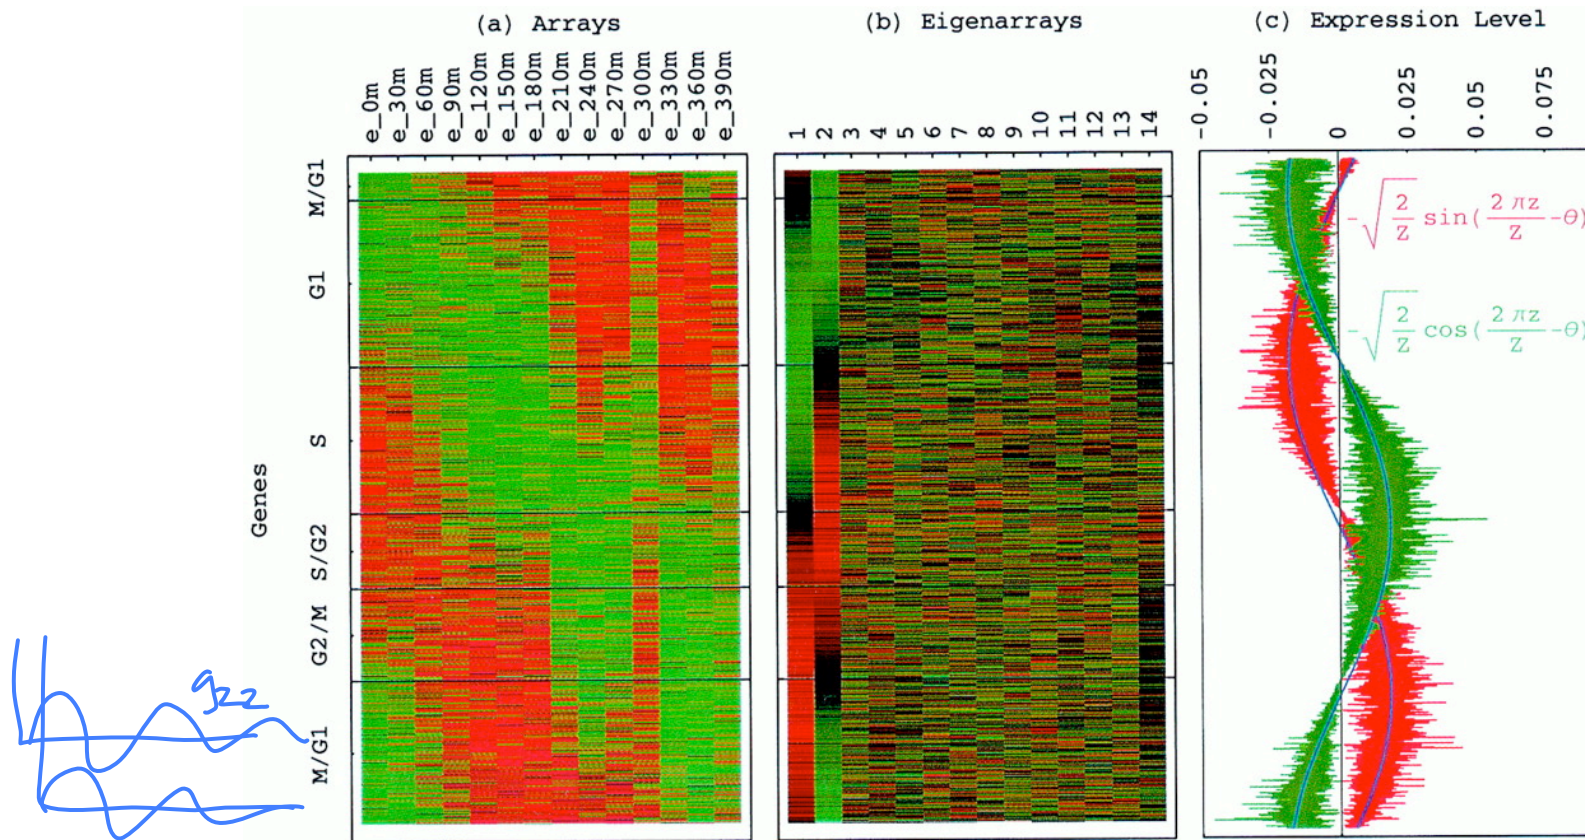 (a) Arrays
(b) Eigenarrays
(c) Expression Level
e_0m
e_30m
e_60m
e_90m
e_120m
e_150m
e_180m
e_210m
e_240m
e_270m
e_300m
e_330m
e_360m
e_390m
1
2
3
4
5
6
7
8
9
10
11
12
13
14
-0.05
-0.025
0
0.025
0.05
0.075
Genes
M/G1
G1
S
S/G2
G2/M
M/G1
-√(2/Z) sin(2πz/Z-θ)
-√(2/Z) cos(2πz/Z-θ)